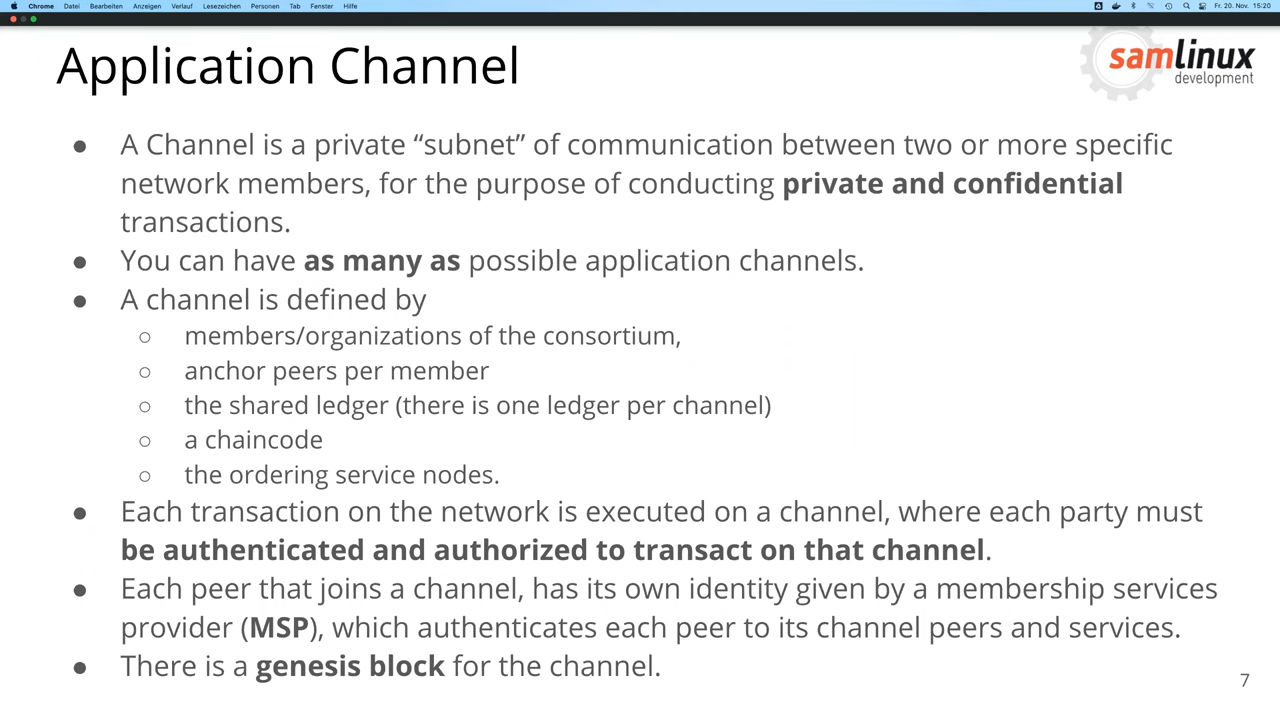 Chrome Datei Bearbeiten Anzeigen Verlauf Lesezeichen Personen Tab Fenster Hilfe Fr. 20. Nov. 15:20
Application Channel
samlinux
development
● A Channel is a private “subnet” of communication between two or more specific
network members, for the purpose of conducting private and confidential
transactions.
● You can have as many as possible application channels.
● A channel is defined by
○ members/organizations of the consortium,
○ anchor peers per member
○ the shared ledger (there is one ledger per channel)
○ a chaincode
○ the ordering service nodes.
● Each transaction on the network is executed on a channel, where each party must
be authenticated and authorized to transact on that channel.
● Each peer that joins a channel, has its own identity given by a membership services
provider (MSP), which authenticates each peer to its channel peers and services.
● There is a genesis block for the channel.
7